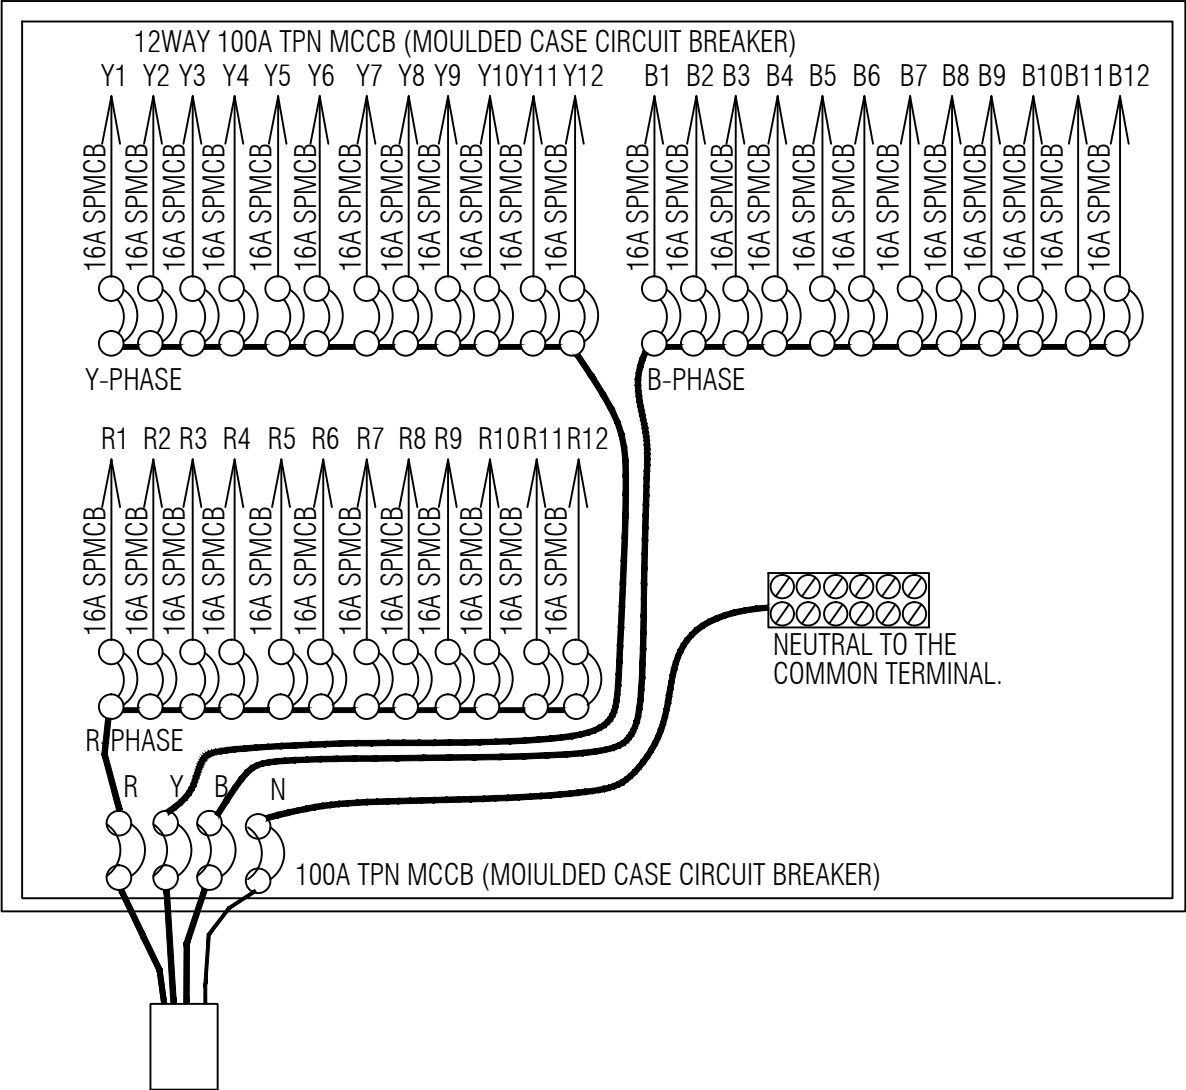 12WAY 100A TPN MCCB (MOULDED CASE CIRCUIT BREAKER)
Y1 Y2 Y3 Y4 Y5 Y6 Y7 Y8 Y9 Y10 Y11 Y12
B1 B2 B3 B4 B5 B6 B7 B8 B9 B10 B11 B12
16A SPMCB 16A SPMCB 16A SPMCB 16A SPMCB 16A SPMCB 16A SPMCB 16A SPMCB 16A SPMCB 16A SPMCB 16A SPMCB 16A SPMCB 16A SPMCB
16A SPMCB 16A SPMCB 16A SPMCB 16A SPMCB 16A SPMCB 16A SPMCB 16A SPMCB 16A SPMCB 16A SPMCB 16A SPMCB 16A SPMCB 16A SPMCB
Y-PHASE
B-PHASE
R1 R2 R3 R4 R5 R6 R7 R8 R9 R10 R11 R12
16A SPMCB 16A SPMCB 16A SPMCB 16A SPMCB 16A SPMCB 16A SPMCB 16A SPMCB 16A SPMCB 16A SPMCB 16A SPMCB 16A SPMCB 16A SPMCB
NEUTRAL TO THE
COMMON TERMINAL.
R-PHASE
R Y B N
100A TPN MCCB (MOIULDED CASE CIRCUIT BREAKER)